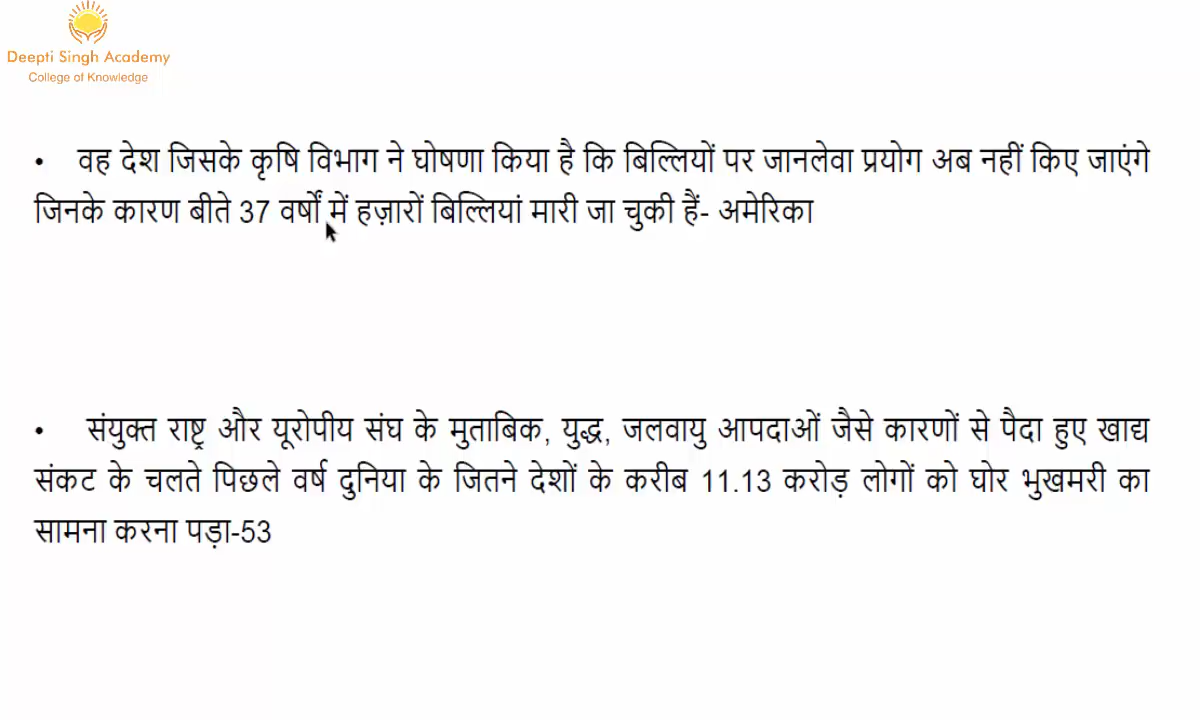 Deepti Singh Academy
College of Knowledge
• वह देश जिसके कृषि विभाग ने घोषणा किया है कि बिल्लियों पर जानलेवा प्रयोग अब नहीं किए जाएंगे
जिनके कारण बीते 37 वर्षों में हज़ारों बिल्लियां मारी जा चुकी हैं- अमेरिका
• संयुक्त राष्ट्र और यूरोपीय संघ के मुताबिक, युद्ध, जलवायु आपदाओं जैसे कारणों से पैदा हुए खाद्य
संकट के चलते पिछले वर्ष दुनिया के जितने देशों के करीब 11.13 करोड़ लोगों को घोर भुखमरी का
सामना करना पड़ा-53